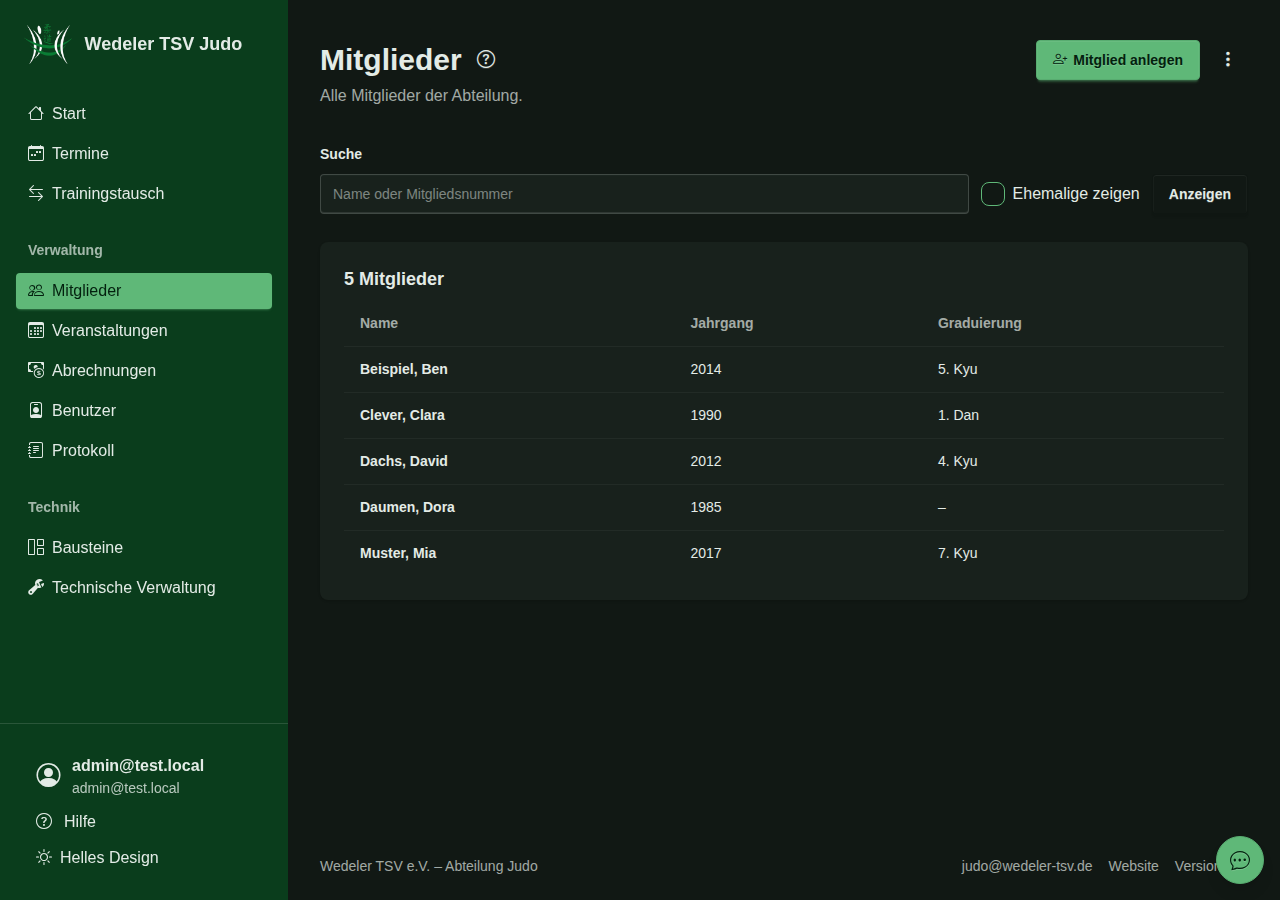 Wedeler TSV Judo
Start
Termine
Trainingstausch
Verwaltung
Mitglieder
Veranstaltungen
Abrechnungen
Benutzer
Protokoll
Technik
Bausteine
Technische Verwaltung
admin@test.local
admin@test.local
Hilfe
Helles Design
Mitglieder
Mitglied anlegen
Alle Mitglieder der Abteilung.
Suche
Name oder Mitgliedsnummer
Ehemalige zeigen
Anzeigen
5 Mitglieder
Name Jahrgang Graduierung
Beispiel, Ben 2014 5. Kyu
Clever, Clara 1990 1. Dan
Dachs, David 2012 4. Kyu
Daumen, Dora 1985 –
Muster, Mia 2017 7. Kyu
Wedeler TSV e.V. – Abteilung Judo
judo@wedeler-tsv.de Website